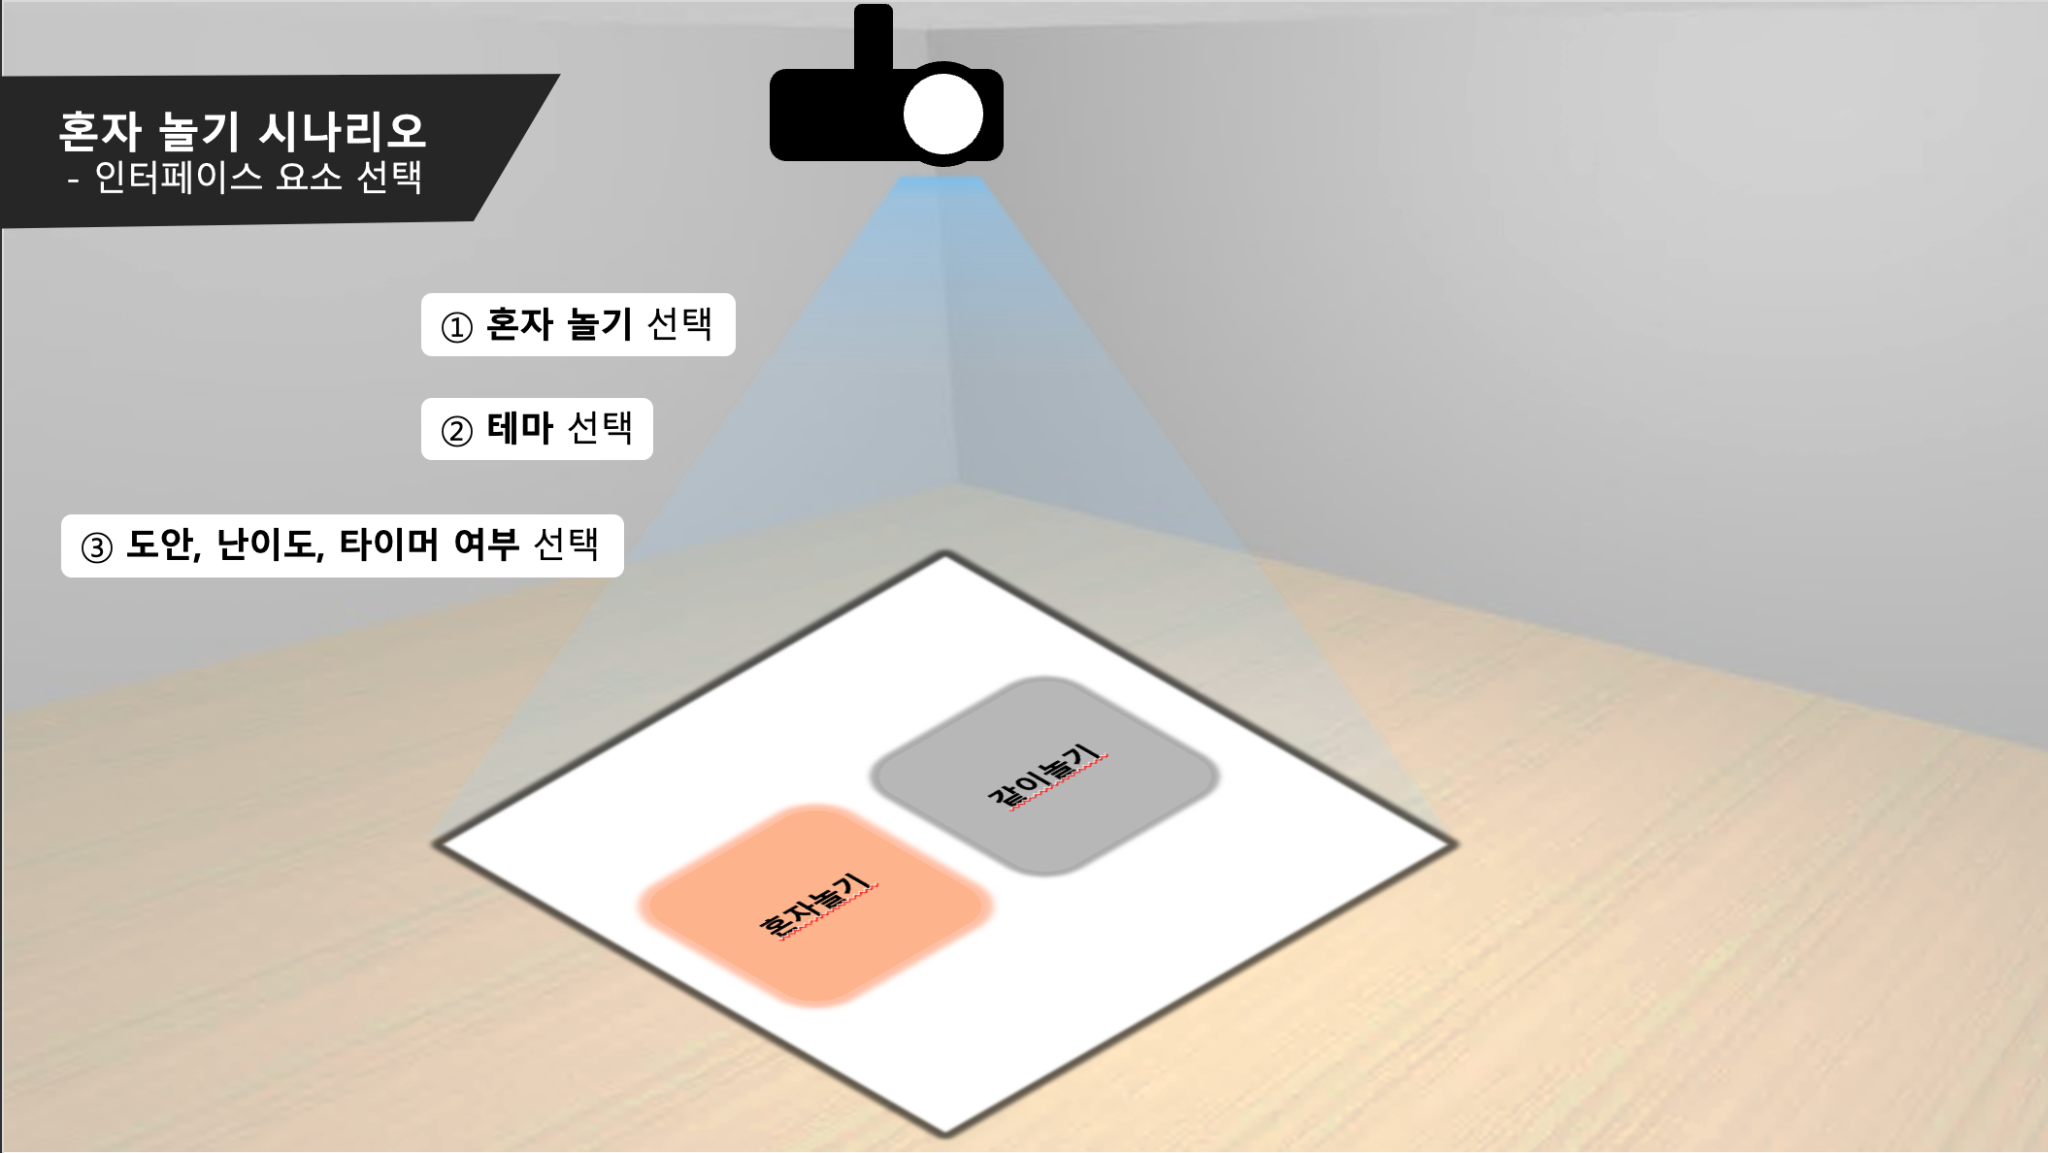 혼자 놀기 시나리오
- 인터페이스 요소 선택
① 혼자 놀기 선택
② 테마 선택
③ 도안, 난이도, 타이머 여부 선택
같이놀기
혼자놀기